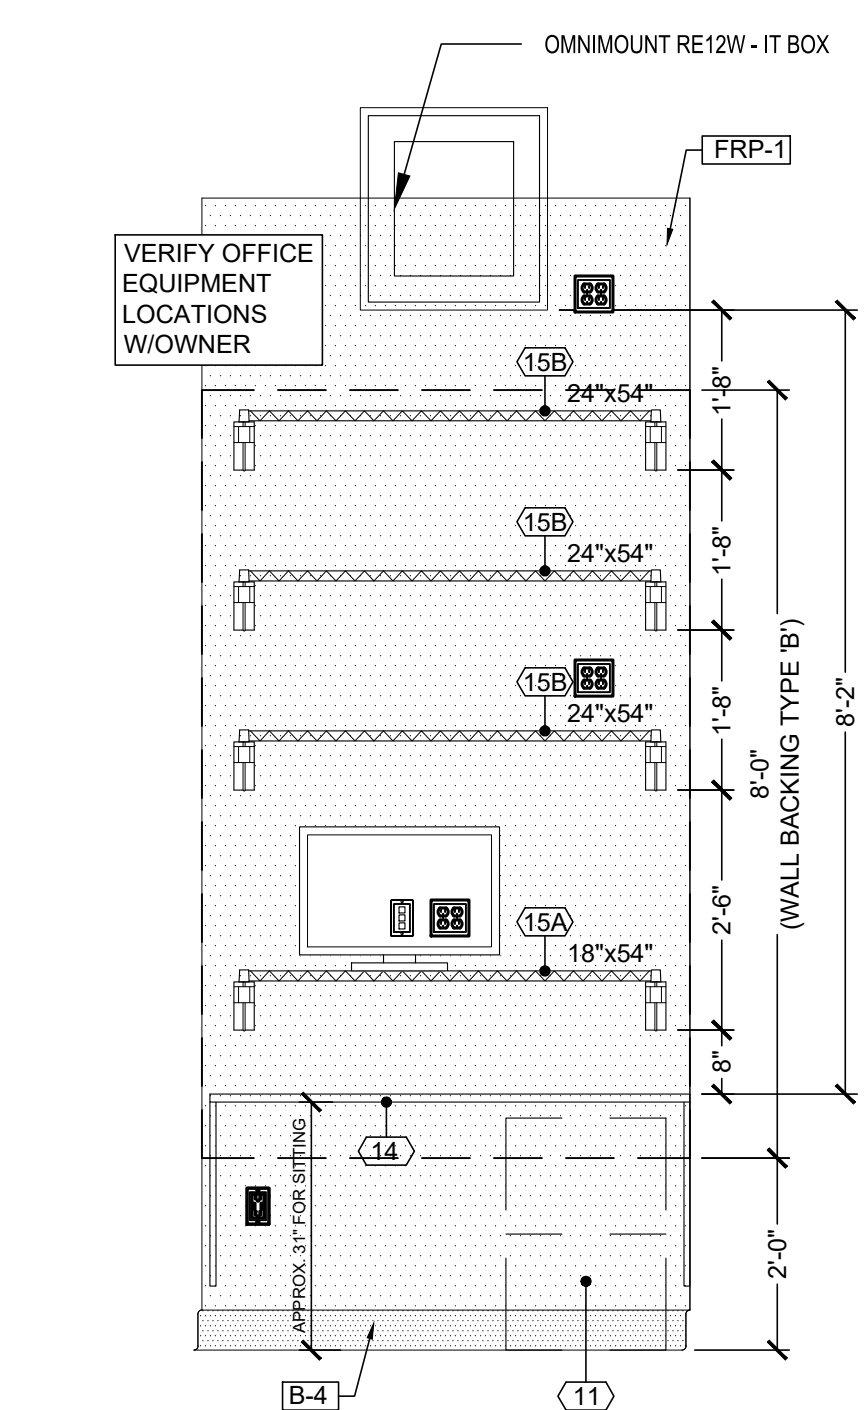 OMNIMOUNT RE12W - IT BOX
FRP-1
VERIFY OFFICE
EQUIPMENT
LOCATIONS
W/OWNER
15B
24"x54"
1'-8"
15B
24"x54"
1'-8"
15B
24"x54"
1'-8"
8'-0"
(WALL BACKING TYPE 'B')
8'-2"
15A
18"x54"
2'-6"
8"
14
APPROX. 31" FOR SITTING
2'-0"
B-4
11